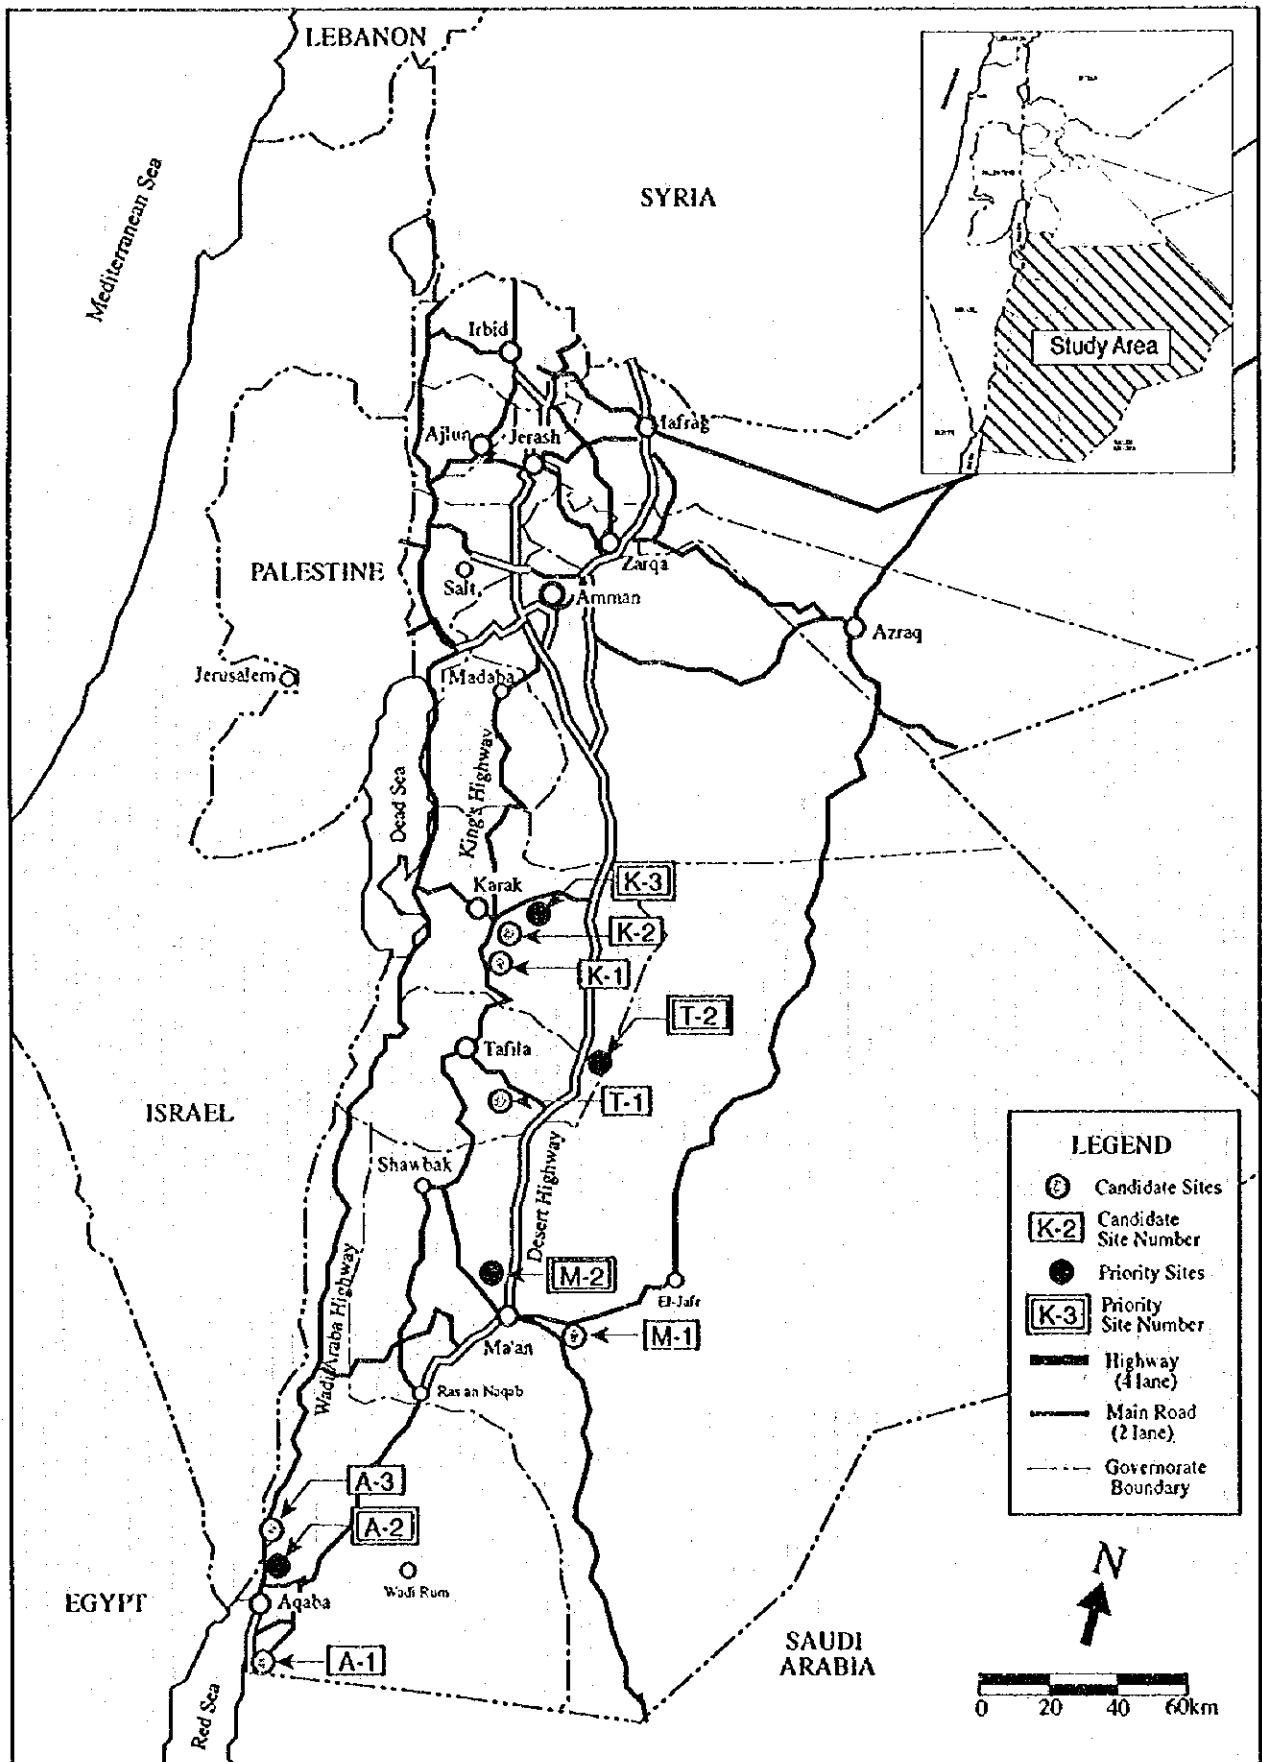 LEBANON
Mediterranean Sea
SYRIA
Study Area
Irbid
Ajlun
Jerash
Mafraq
PALESTINE
Salt
Zarqa
Amman
Azraq
Jerusalem
Madaba
Dead Sea
King's Highway
Karak
K-3
K-2
K-1
T-2
Tafila
T-1
ISRAEL
Shawbak
Desert Highway
M-2
El-Jafr
M-1
Ma'an
Wadi Araba Highway
Ras an Naqab
A-3
A-2
Wadi Rum
EGYPT
Aqaba
A-1
Red Sea
SAUDI
ARABIA
LEGEND
Candidate Sites
K-2
Candidate
Site Number
Priority Sites
K-3
Priority
Site Number
Highway
(4 lane)
Main Road
(2 lane)
Governorate
Boundary
N
0 20 40 60km